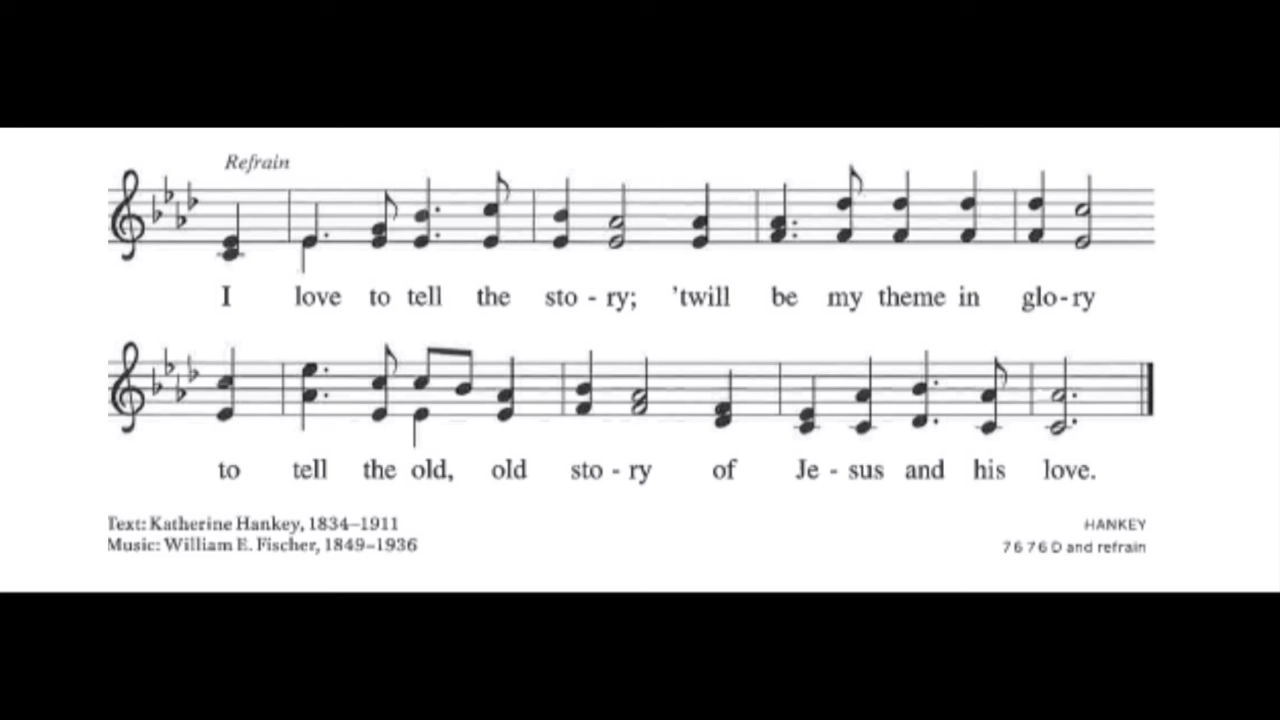 Refrain
I love to tell the sto - ry; ’twill be my theme in glo - ry
to tell the old, old sto - ry of Je - sus and his love.
Text: Katherine Hankey, 1834–1911
Music: William E. Fischer, 1849–1936
HANKEY
7 6 7 6 D and refrain